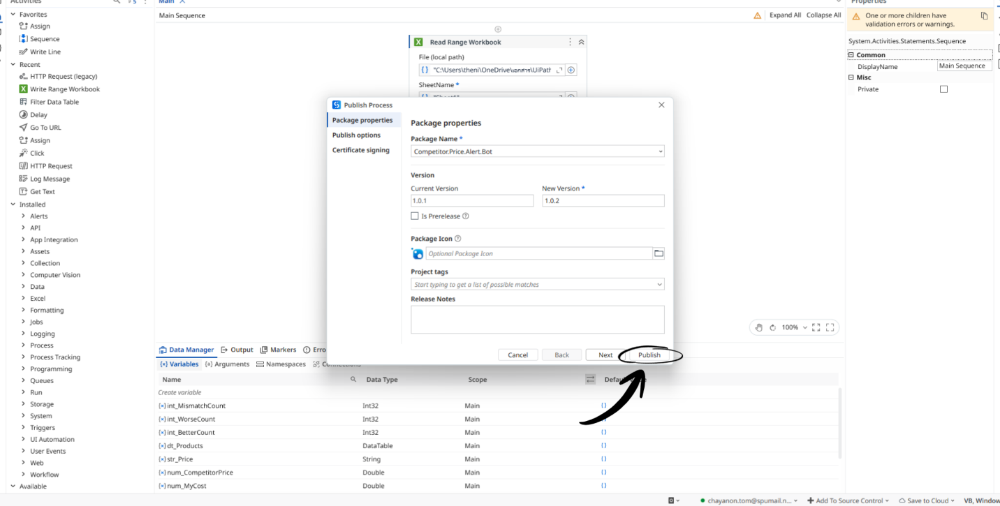 Activities
5
Favorites
Assign
Sequence
Write Line
Recent
HTTP Request (legacy)
Write Range Workbook
Filter Data Table
Delay
Go To URL
Assign
Click
HTTP Request
Log Message
Get Text
Installed
Alerts
API
App Integration
Assets
Collection
Computer Vision
Data
Excel
Formatting
Jobs
Logging
Process
Process Tracking
Programming
Queues
Run
Storage
System
Triggers
UI Automation
User Events
Web
Workflow
Available
Main
Main Sequence
Expand All Collapse All
Read Range Workbook
File (local path)
"C:\Users\theni\OneDrive\เอกสาร\UiPath
SheetName *
"Sheet1"
Publish Process
Package properties
Publish options
Certificate signing
Package properties
Package Name *
Competitor.Price.Alert.Bot
Version
Current Version New Version *
1.0.1 1.0.2
Is Prerelease
Package Icon
Optional Package Icon
Project tags
Start typing to get a list of possible matches
Release Notes
Cancel Back Next Publish
100%
Data Manager Output Markers Erro
Variables Arguments Namespaces Connections
Name Data Type Scope Default
Create variable
int_MismatchCount Int32 Main
int_WorseCount Int32 Main
int_BetterCount Int32 Main
dt_Products DataTable Main
str_Price String Main
num_CompetitorPrice Double Main
num_MyCost Double Main
Properties
One or more children have
validation errors or warnings.
System.Activities.Statements.Sequence
Common
DisplayName Main Sequence
Misc
Private
chayanon.tom@spumail.n... Add To Source Control Save to Cloud VB, Window